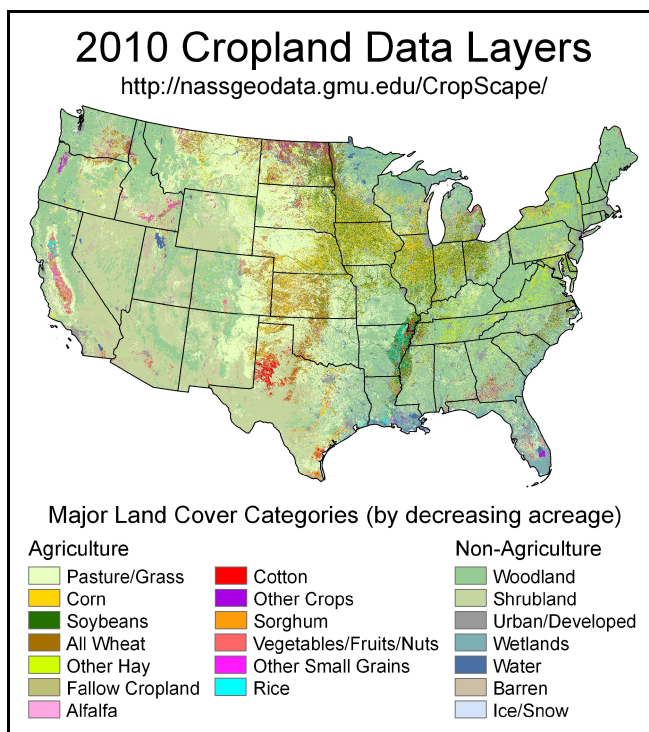 2010 Cropland Data Layers
http://nassgeodata.gmu.edu/CropScape/
Major Land Cover Categories (by decreasing acreage)
Agriculture
Pasture/Grass
Corn
Soybeans
All Wheat
Other Hay
Fallow Cropland
Alfalfa
Cotton
Other Crops
Sorghum
Vegetables/Fruits/Nuts
Other Small Grains
Rice
Non-Agriculture
Woodland
Shrubland
Urban/Developed
Wetlands
Water
Barren
Ice/Snow